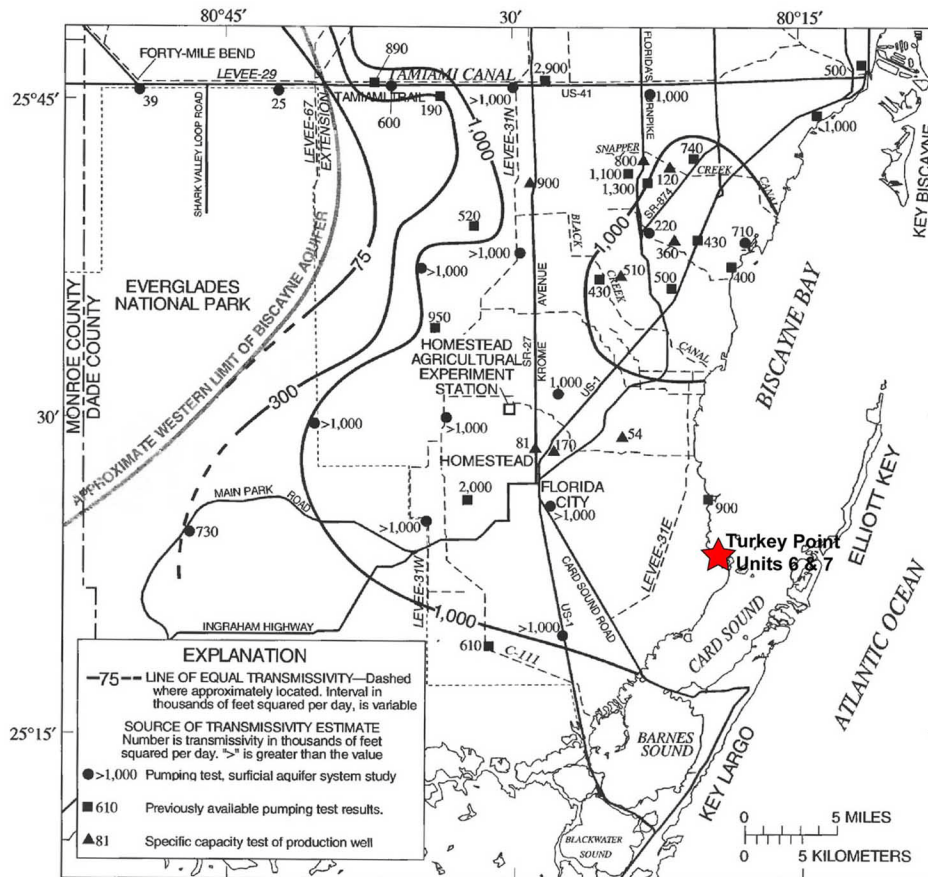 80°45'
30'
80°15'
FORTY-MILE BEND
LEVEE-29
890
TAMIAMI CANAL
2,900
500
25°45'
39
25
LEVEE-67
EXTENSION
TAMIAMI TRAIL
600
190
1,000
>1,000
LEVEE-31N
US-41
FLORIDA'S TURNPIKE
1,000
1,000
SHARK VALLEY LOOP ROAD
SNAPPER
CREEK
CANAL
800
740
1,100
120
1,300
SR-874
900
KEY BISCAYNE
520
BLACK
CREEK
CANAL
1,000
220
360
430
710
>1,000
>1,000
75
AVENUE
510
430
500
400
EVERGLADES
NATIONAL PARK
MONROE COUNTY
DADE COUNTY
APPROXIMATE WESTERN LIMIT OF BISCAYNE AQUIFER
950
HOMESTEAD
AGRICULTURAL
EXPERIMENT
STATION
SR-27
KROME
US-1
BISCAYNE BAY
300
1,000
30'
>1,000
>1,000
81
170
54
HOMESTEAD
MAIN PARK
ROAD
2,000
FLORIDA
CITY
>1,000
>1,000
730
900
ELLIOTT KEY
LEVEE-31E
Turkey Point
Units 6 & 7
LEVEE-31W
CARD SOUND ROAD
US-1
INGRAHAM HIGHWAY
1,000
>1,000
610
C-111
CARD SOUND
ATLANTIC OCEAN
25°15'
BARNES
SOUND
KEY LARGO
BLACKWATER
SOUND
EXPLANATION
75 LINE OF EQUAL TRANSMISSIVITY—Dashed
where approximately located. Interval in
thousands of feet squared per day, is variable
SOURCE OF TRANSMISSIVITY ESTIMATE
Number is transmissivity in thousands of feet
squared per day. ">" is greater than the value
>1,000 Pumping test, surficial aquifer system study
610 Previously available pumping test results.
81 Specific capacity test of production well
0 5 MILES
0 5 KILOMETERS